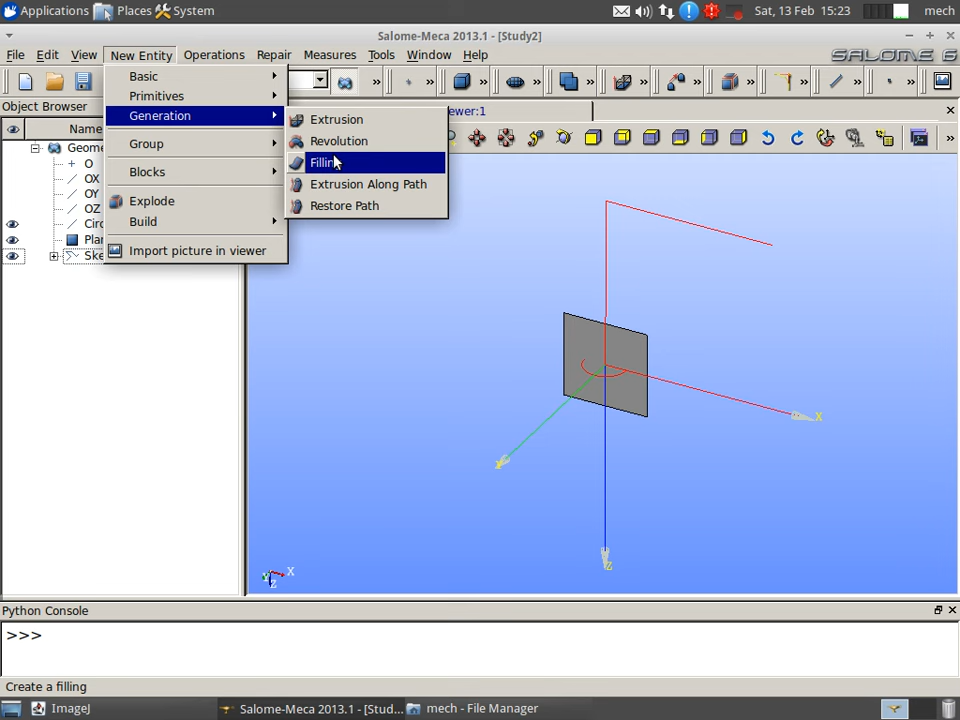 Applications Places System Sat, 13 Feb 15:23 mech
Salome-Meca 2013.1 - [Study2]
File Edit View New Entity Operations Repair Measures Tools Window Help SALOME 6
Object Browser
Name
Geome
O
OX
OY
OZ
Circ
Plan
Ske
Basic
Primitives
Generation
Group
Blocks
Explode
Build
Import picture in viewer
Extrusion
Revolution
Filling
Extrusion Along Path
Restore Path
ewer:1
X
Z
X
Z
Python Console
>>>
Create a filling
ImageJ Salome-Meca 2013.1 - [Stud... mech - File Manager